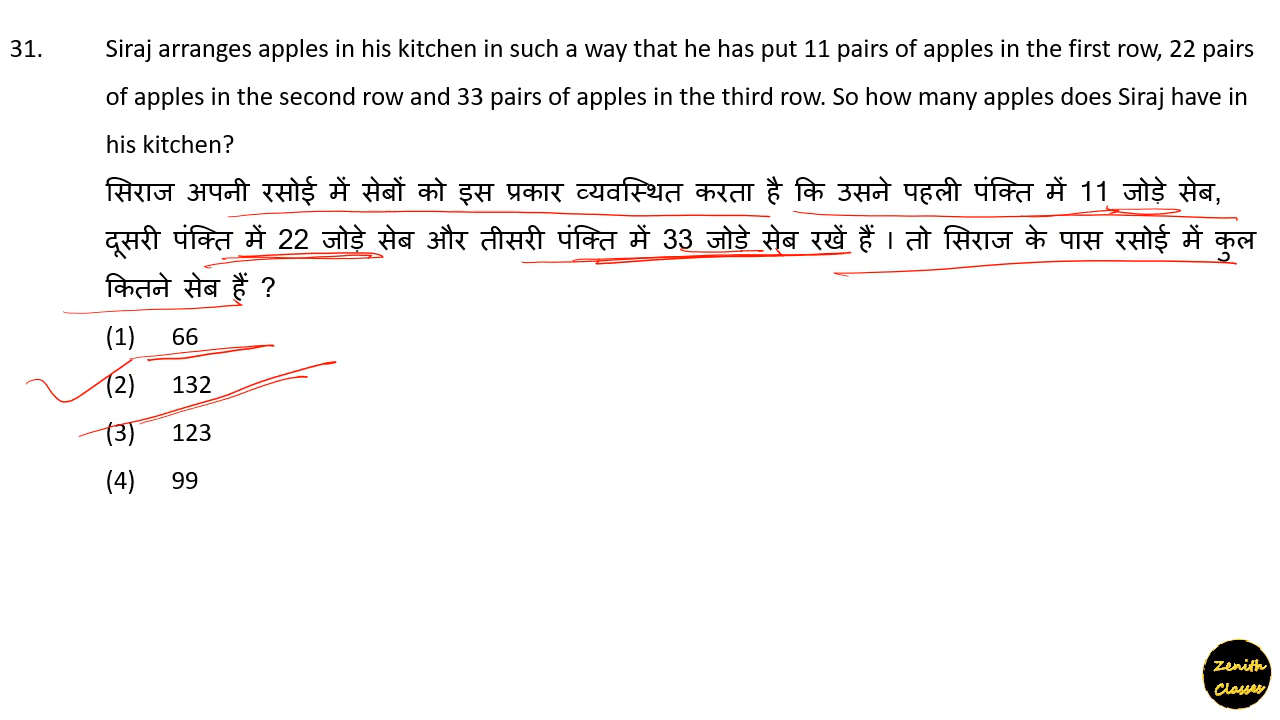 31. Siraj arranges apples in his kitchen in such a way that he has put 11 pairs of apples in the first row, 22 pairs
of apples in the second row and 33 pairs of apples in the third row. So how many apples does Siraj have in
his kitchen?
सिराज अपनी रसोई में सेबों को इस प्रकार व्यवस्थित करता है कि उसने पहली पंक्ति में 11 जोड़े सेब,
दूसरी पंक्ति में 22 जोड़े सेब और तीसरी पंक्ति में 33 जोड़े सेब रखें हैं । तो सिराज के पास रसोई में कुल
कितने सेब हैं ?
(1) 66
(2) 132
(3) 123
(4) 99
Zenith
Classes